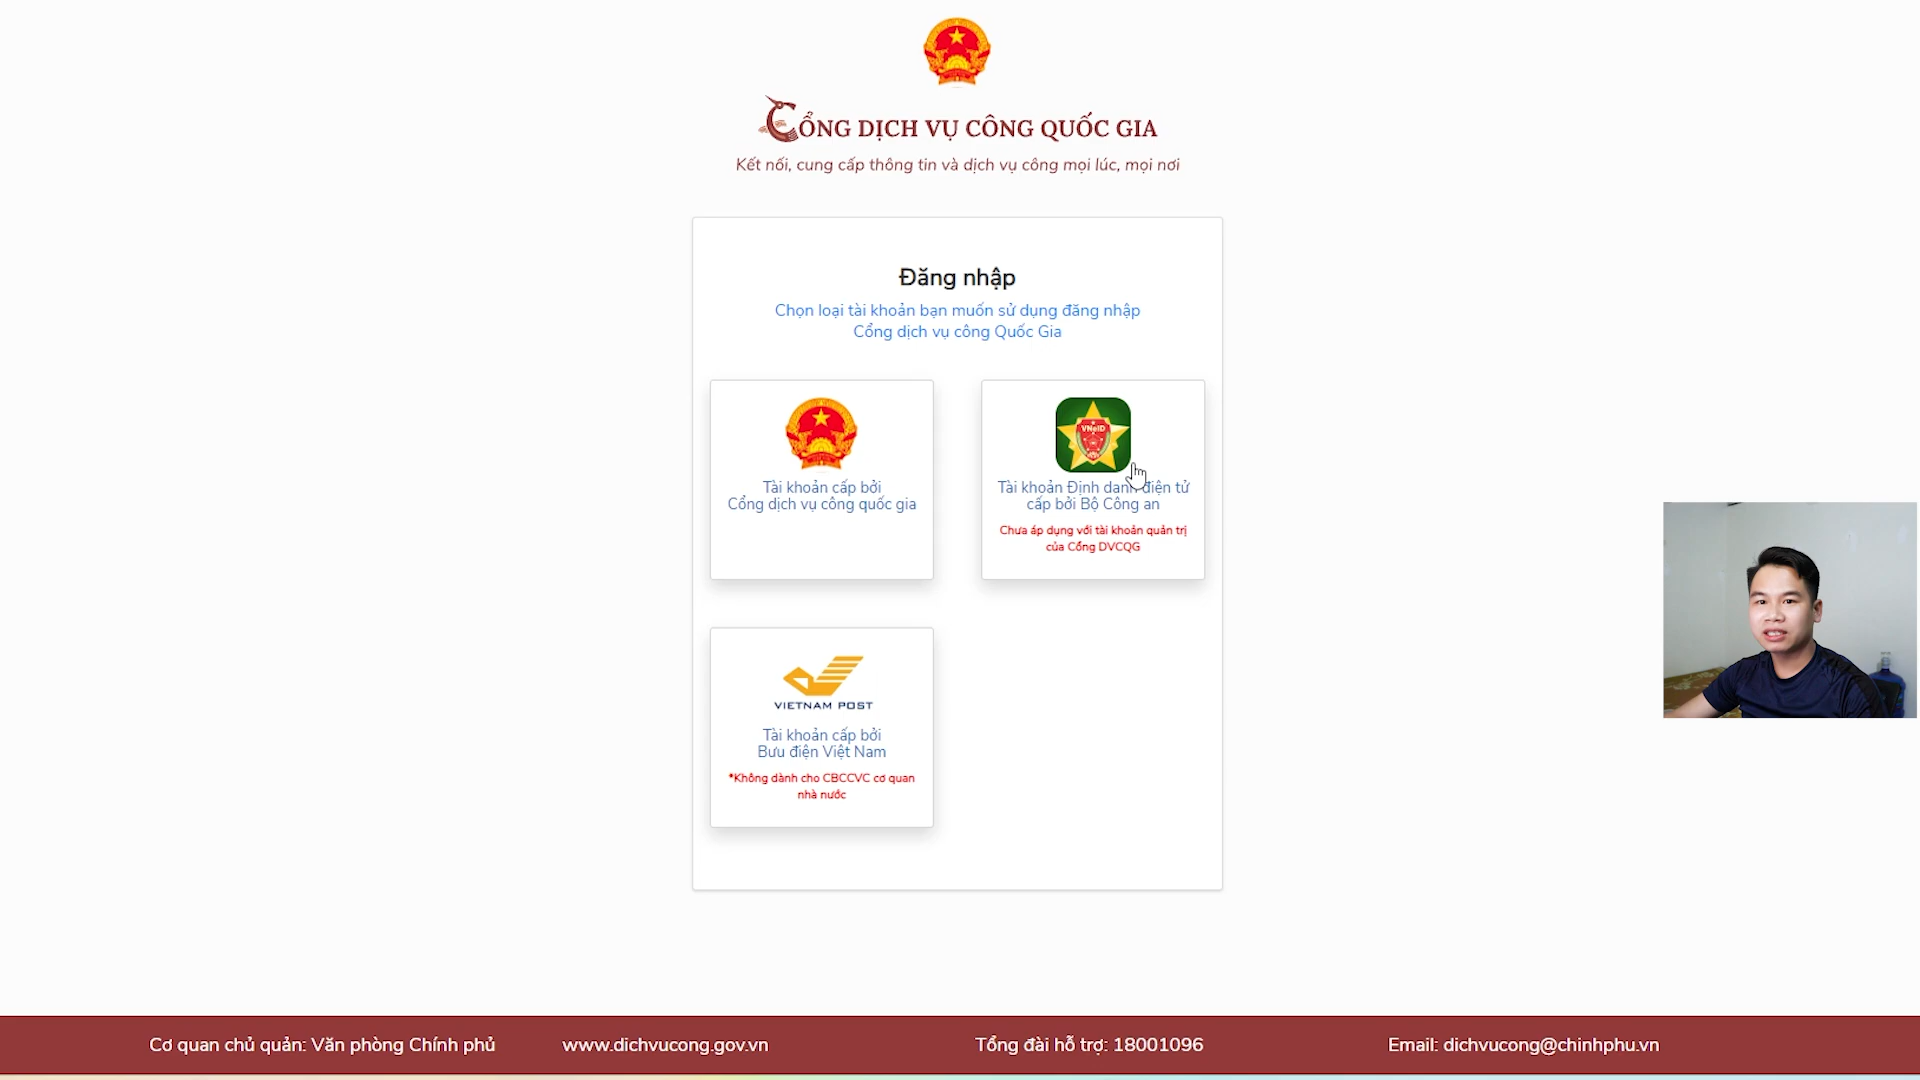 CỔNG DỊCH VỤ CÔNG QUỐC GIA
Kết nối, cung cấp thông tin và dịch vụ công mọi lúc, mọi nơi
Đăng nhập
Chọn loại tài khoản bạn muốn sử dụng đăng nhập
Cổng dịch vụ công Quốc Gia
Tài khoản cấp bởi
Cổng dịch vụ công quốc gia
VNeID
Tài khoản Định danh điện tử
cấp bởi Bộ Công an
Chưa áp dụng với tài khoản quản trị
của Cổng DVCQG
VIETNAM POST
Tài khoản cấp bởi
Bưu điện Việt Nam
*Không dành cho CBCCVC cơ quan
nhà nước
Cơ quan chủ quản: Văn phòng Chính phủ
www.dichvucong.gov.vn
Tổng đài hỗ trợ: 18001096
Email: dichvucong@chinhphu.vn